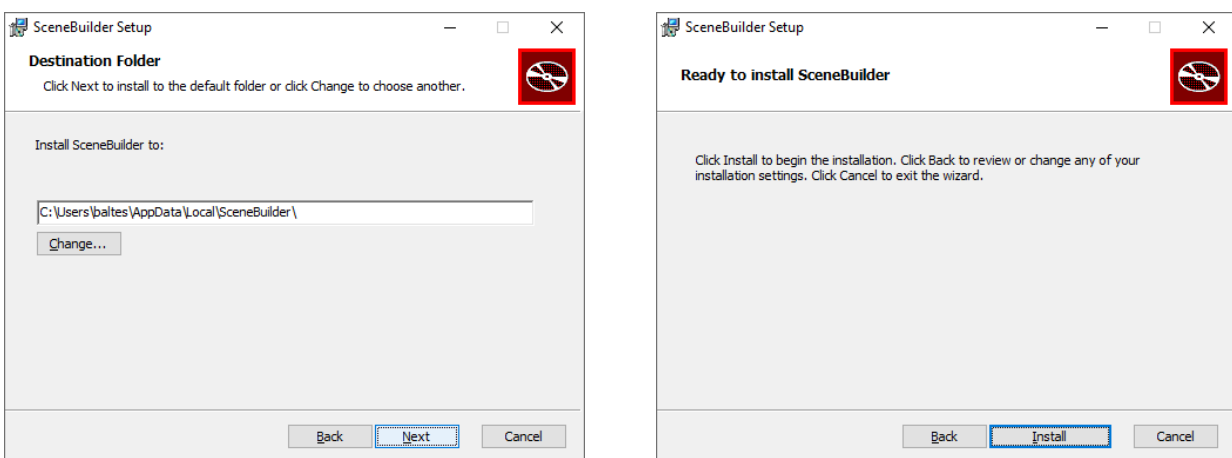 SceneBuilder Setup
Destination Folder
Click Next to install to the default folder or click Change to choose another.
Install SceneBuilder to:
C:\Users\baltes\AppData\Local\SceneBuilder\
Change...
Back
Next
Cancel
SceneBuilder Setup
Ready to install SceneBuilder
Click Install to begin the installation. Click Back to review or change any of your
installation settings. Click Cancel to exit the wizard.
Back
Install
Cancel